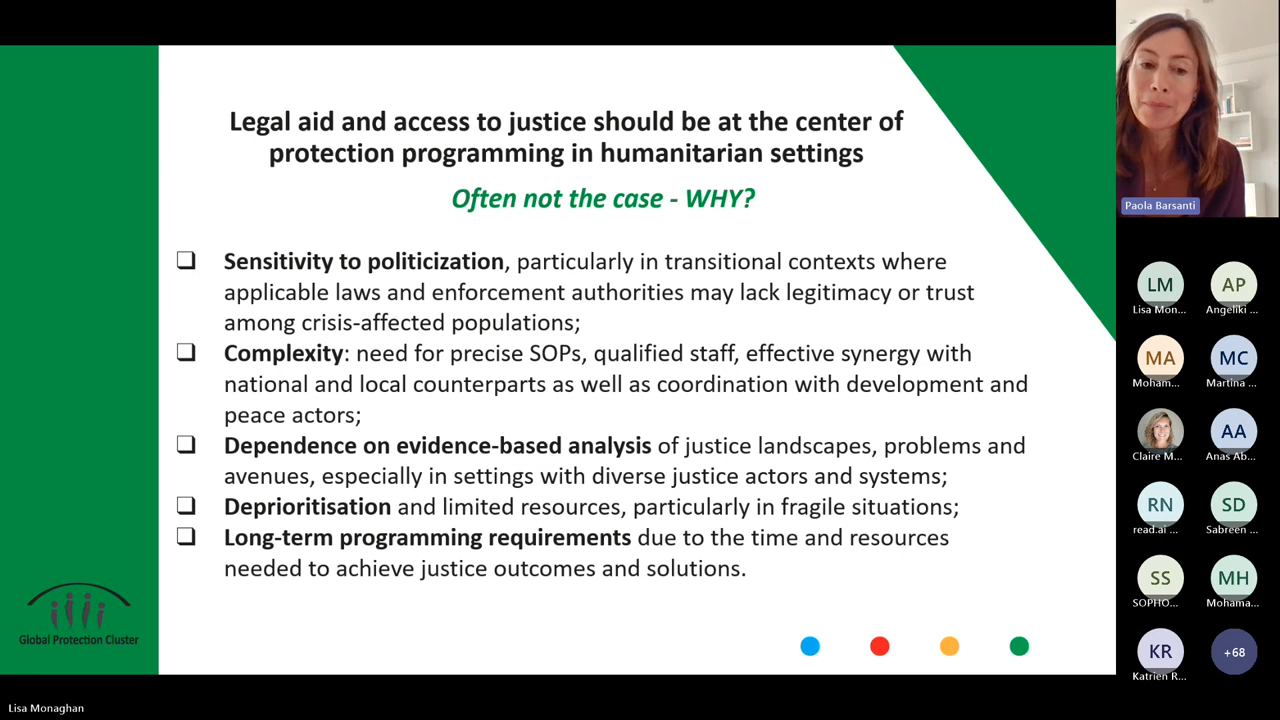 Legal aid and access to justice should be at the center of
protection programming in humanitarian settings
Often not the case - WHY?
❑ Sensitivity to politicization, particularly in transitional contexts where
applicable laws and enforcement authorities may lack legitimacy or trust
among crisis-affected populations;
❑ Complexity: need for precise SOPs, qualified staff, effective synergy with
national and local counterparts as well as coordination with development and
peace actors;
❑ Dependence on evidence-based analysis of justice landscapes, problems and
avenues, especially in settings with diverse justice actors and systems;
❑ Deprioritisation and limited resources, particularly in fragile situations;
❑ Long-term programming requirements due to the time and resources
needed to achieve justice outcomes and solutions.
Global Protection Cluster
Lisa Monaghan
Paola Barsanti
LM
Lisa Mon...
AP
Angeliki ...
MA
Moham...
MC
Martina ...
Claire M...
AA
Anas Ab...
RN
read.ai ...
SD
Sabreen ...
SS
SOPHO...
MH
Mohama...
KR
Katrien R...
+68